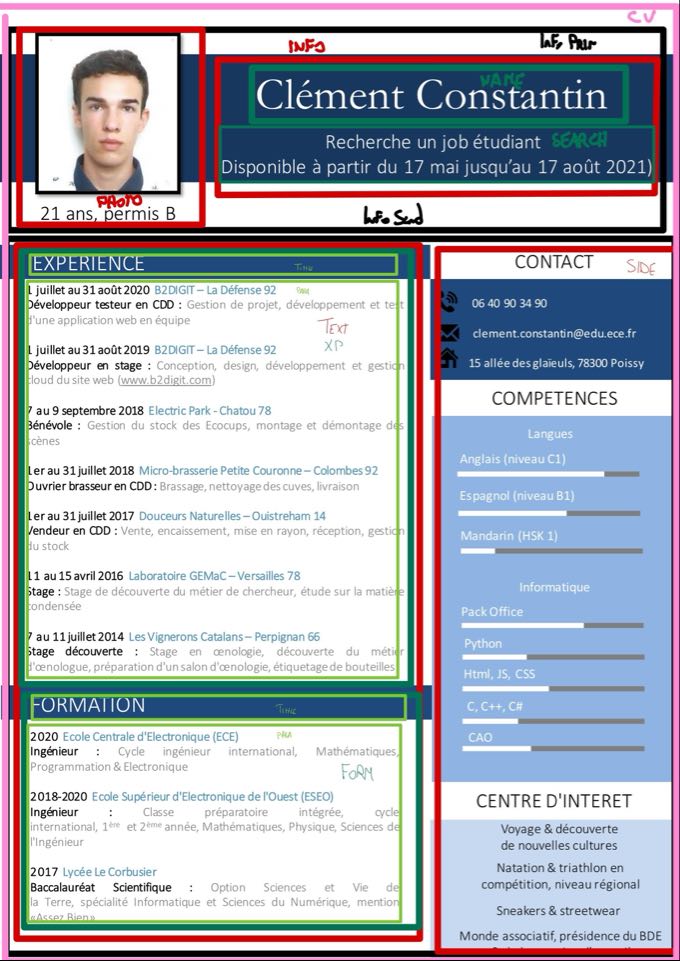 CV
INFO
Info Prin
NAME
Clément Constantin
Recherche un job étudiant SEARCH
Disponible à partir du 17 mai jusqu’au 17 août 2021)
PHOTO
21 ans, permis B
Info Send
EXPERIENCE
TITLE
1 juillet au 31 août 2020 B2DIGIT – La Défense 92
PARA
Développeur testeur en CDD : Gestion de projet, développement et test
d'une application web en équipe
TEXT
XP
1 juillet au 31 août 2019 B2DIGIT – La Défense 92
Développeur en stage : Conception, design, développement et gestion
cloud du site web (www.b2digit.com)
7 au 9 septembre 2018 Electric Park - Chatou 78
Bénévole : Gestion du stock des Ecocups, montage et démontage des
scènes
1er au 31 juillet 2018 Micro-brasserie Petite Couronne – Colombes 92
Ouvrier brasseur en CDD : Brassage, nettoyage des cuves, livraison
1er au 31 juillet 2017 Douceurs Naturelles – Ouistreham 14
Vendeur en CDD : Vente, encaissement, mise en rayon, réception, gestion
du stock
11 au 15 avril 2016 Laboratoire GEMaC – Versailles 78
Stage : Stage de découverte du métier de chercheur, étude sur la matière
condensée
7 au 11 juillet 2014 Les Vignerons Catalans – Perpignan 66
Stage découverte : Stage en œnologie, découverte du métier
d'œnologue, préparation d'un salon d'œnologie, étiquetage de bouteilles
FORMATION
TITLE
2020 Ecole Centrale d'Electronique (ECE)
PARA
Ingénieur : Cycle ingénieur international, Mathématiques,
Programmation & Electronique
FORM
2018-2020 Ecole Supérieur d'Electronique de l'Ouest (ESEO)
Ingénieur : Classe préparatoire intégrée, cycle
international, 1ère et 2ème année, Mathématiques, Physique, Sciences de
l'Ingénieur
2017 Lycée Le Corbusier
Baccalauréat Scientifique : Option Sciences et Vie de
la Terre, spécialité Informatique et Sciences du Numérique, mention
«Assez Bien»
CONTACT
SIDE
06 40 90 34 90
clement.constantin@edu.ece.fr
15 allée des glaïeuls, 78300 Poissy
COMPETENCES
Langues
Anglais (niveau C1)
Espagnol (niveau B1)
Mandarin (HSK 1)
Informatique
Pack Office
Python
Html, JS, CSS
C, C++, C#
CAO
CENTRE D'INTERET
Voyage & découverte
de nouvelles cultures
Natation & triathlon en
compétition, niveau régional
Sneakers & streetwear
Monde associatif, présidence du BDE